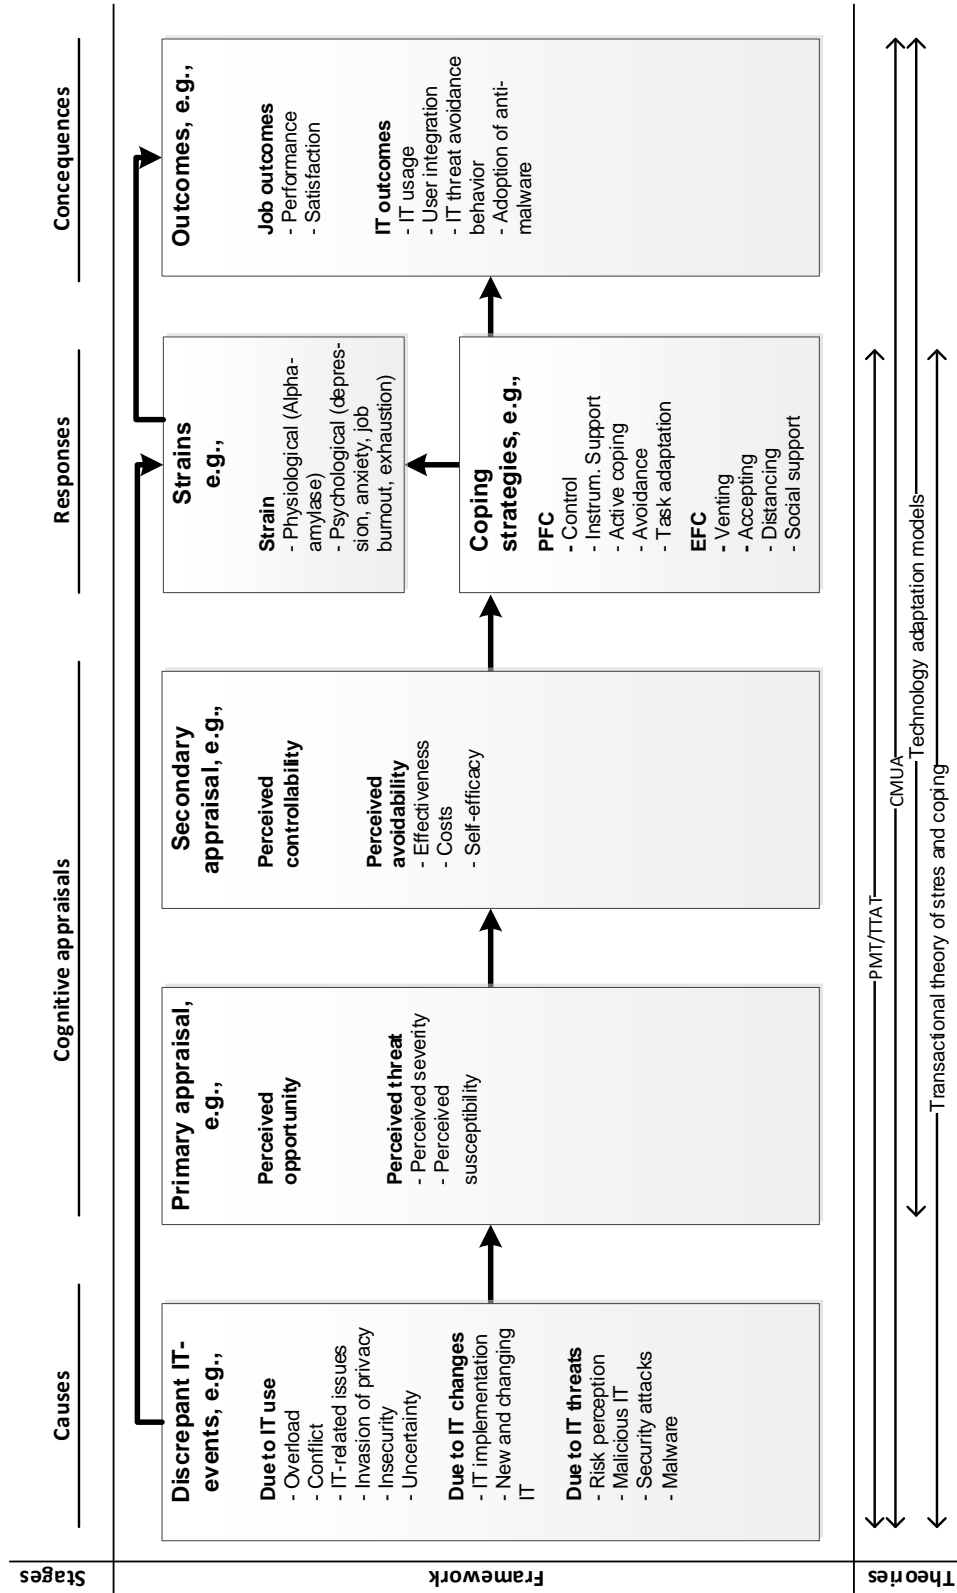 Stages
Causes
Cognitive appraisals
Responses
Concequences
Framework
Discrepant IT-
events, e.g.,
Due to IT use
- Overload
- Conflict
- IT-related issues
- Invasion of privacy
- Insecurity
- Uncertainty
Due to IT changes
- IT implementation
- New and changing
IT
Due to IT threats
- Risk perception
- Malicious IT
- Security attacks
- Malware
Primary appraisal,
e.g.,
Perceived
opportunity
Perceived threat
- Perceived severity
- Perceived
susceptibility
Secondary
appraisal, e.g.,
Perceived
controllability
Perceived
avoidability
- Effectiveness
- Costs
- Self-efficacy
Strains
e.g.,
Strain
- Physiological (Alpha-
amylase)
- Psychological (depres-
sion, anxiety, job
burnout, exhaustion)
Coping
strategies, e.g.,
PFC
- Control
- Instrum. Support
- Active coping
- Avoidance
- Task adaptation
EFC
- Venting
- Accepting
- Distancing
- Social support
Outcomes, e.g.,
Job outcomes
- Performance
- Satisfaction
IT outcomes
- IT usage
- User integration
- IT threat avoidance
behavior
- Adoption of anti-
malware
Theories
PMT/TTAT
CMUA
Technology adaptation models
Transactional theory of stres and coping